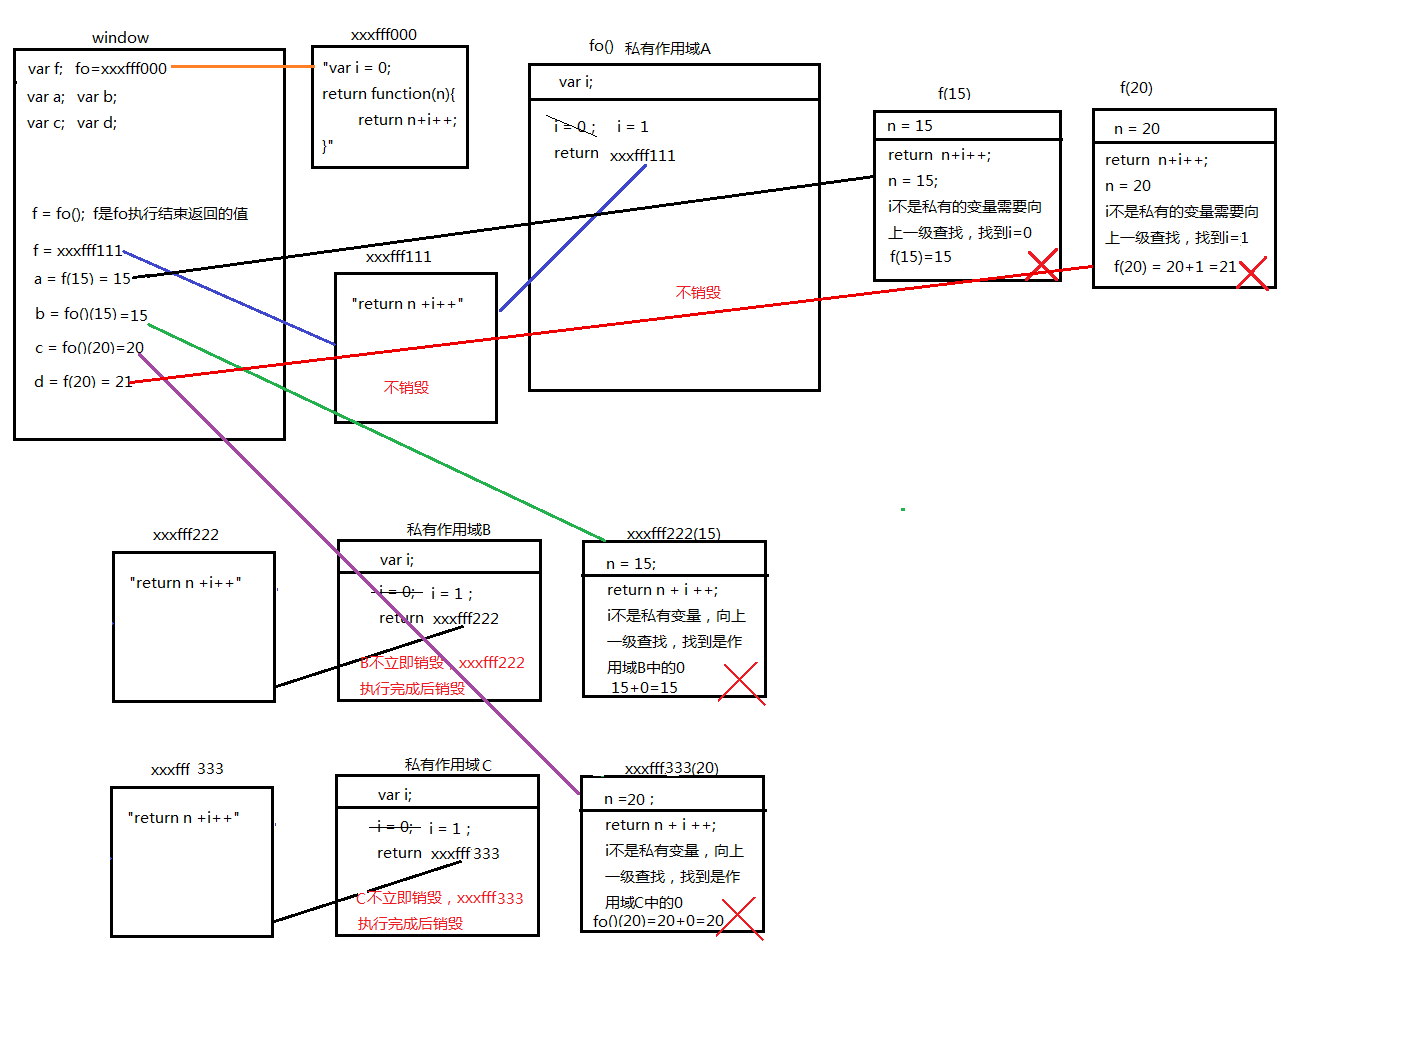 window
var f; fo=xxxfff000
var a; var b;
var c; var d;
f = fo(); f是fo执行结束返回的值
f = xxxfff111
a = f(15) = 15
b = fo()(15) =15
c = fo()(20)=20
d = f(20) = 21
xxxfff000
"var i = 0;
return function(n){
return n+i++;
}"
xxxfff111
"return n +i++"
不销毁
fo() 私有作用域A
var i;
i = 0 ; i = 1
return xxxfff111
不销毁
f(15)
n = 15
return n+i++;
n = 15;
i不是私有的变量需要向
上一级查找，找到i=0
f(15)=15
f(20)
n = 20
return n+i++;
n = 20
i不是私有的变量需要向
上一级查找，找到i=1
f(20) = 20+1 =21
xxxfff222
"return n +i++"
私有作用域B
var i;
i = 0; i = 1 ;
return xxxfff222
B不立即销毁，xxxfff222
执行完成后销毁
xxxfff222(15)
n = 15;
return n + i ++;
i不是私有变量，向上
一级查找，找到是作
用域B中的0
15+0=15
xxxfff 333
"return n +i++"
私有作用域C
var i;
i = 0; i = 1 ;
return xxxfff 333
C不立即销毁，xxxfff333
执行完成后销毁
xxxfff333(20)
n =20 ;
return n + i ++;
i不是私有变量，向上
一级查找，找到是作
用域C中的0
fo()(20)=20+0=20